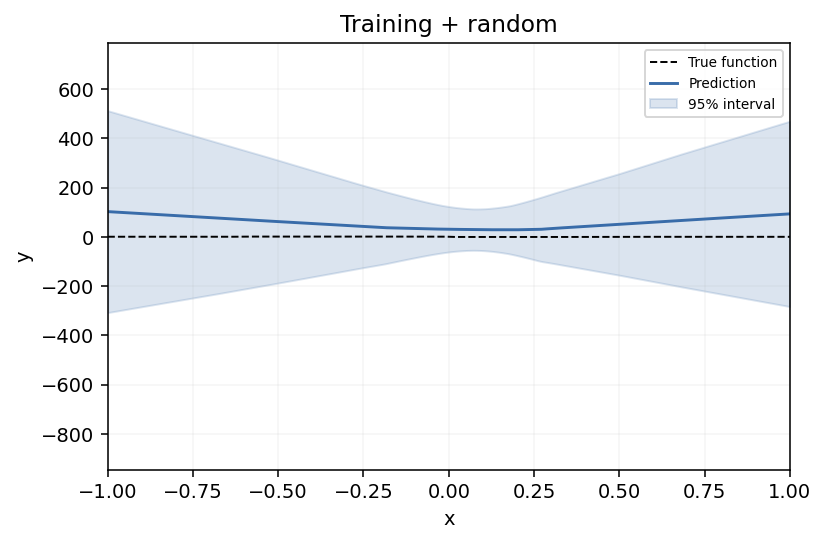 Training + random
True function
Prediction
95% interval
600
400
200
0
−200
−400
−600
−800
y
−1.00 −0.75 −0.50 −0.25 0.00 0.25 0.50 0.75 1.00
x